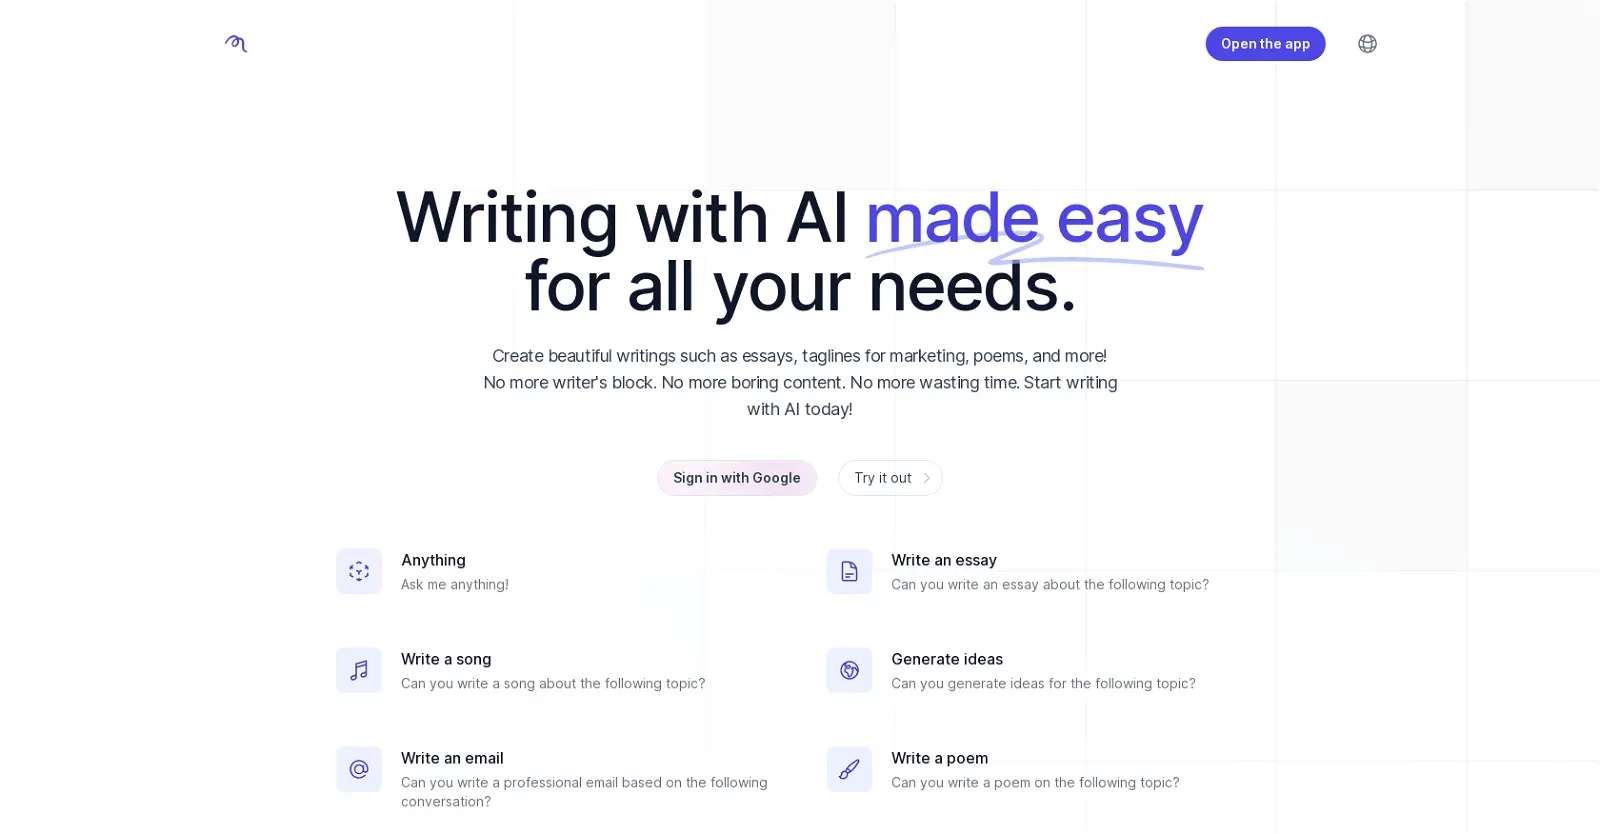 Open the app
Writing with AI made easy
for all your needs.
Create beautiful writings such as essays, taglines for marketing, poems, and more!
No more writer's block. No more boring content. No more wasting time. Start writing
with AI today!
Sign in with Google
Try it out
Anything
Ask me anything!
Write an essay
Can you write an essay about the following topic?
Write a song
Can you write a song about the following topic?
Generate ideas
Can you generate ideas for the following topic?
Write an email
Can you write a professional email based on the following
conversation?
Write a poem
Can you write a poem on the following topic?